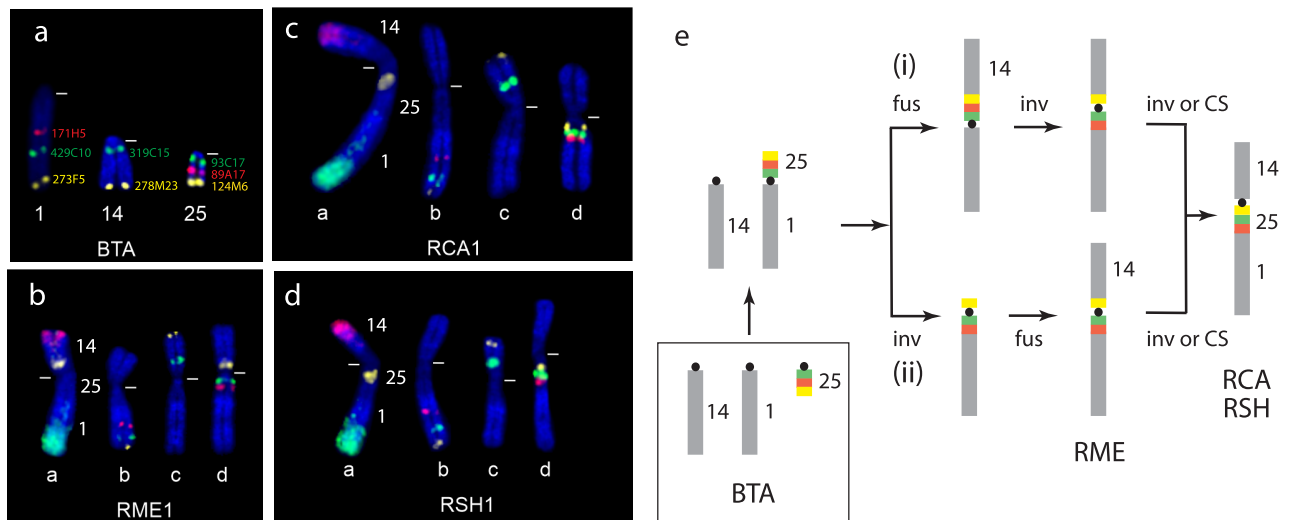 a
171H5
429C10
273F5
319C15
278M23
93C17
89A17
124M6
1
14
25
BTA
b
14
25
1
a
b
c
d
RME1
c
14
25
1
a
b
c
d
RCA1
d
14
25
1
a
b
c
d
RSH1
e
(i)
fus
14
inv
inv or CS
25
14
1
14
25
1
inv
(ii)
fus
14
inv or CS
RCA
RSH
RME
14
1
25
BTA